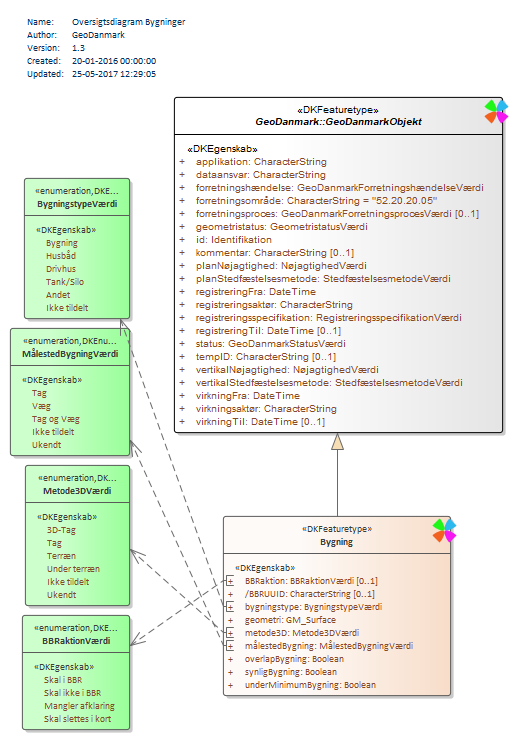 Name: Oversigtsdiagram Bygninger
Author: GeoDanmark
Version: 1.3
Created: 20-01-2016 00:00:00
Updated: 25-05-2017 12:29:05
«DKFeaturetype»
GeoDanmark::GeoDanmarkObjekt
«DKEgenskab»
+ applikation: CharacterString
+ dataansvar: CharacterString
+ forretningshændelse: GeoDanmarkForretningshændelseVærdi
+ forretningsområde: CharacterString = "52.20.20.05"
+ forretningsproces: GeoDanmarkForretningsprocesVærdi [0..1]
+ geometristatus: GeometristatusVærdi
+ id: Identifikation
+ kommentar: CharacterString [0..1]
+ planNøjagtighed: NøjagtighedVærdi
+ planStedfæstelsesmetode: StedfæstelsesmetodeVærdi
+ registreringFra: DateTime
+ registreringsaktør: CharacterString
+ registreringsspecifikation: RegistreringsspecifikationVærdi
+ registreringTil: DateTime [0..1]
+ status: GeoDanmarkStatusVærdi
+ tempID: CharacterString [0..1]
+ vertikalNøjagtighed: NøjagtighedVærdi
+ vertikalStedfæstelsesmetode: StedfæstelsesmetodeVærdi
+ virkningFra: DateTime
+ virkningsaktør: CharacterString
+ virkningTil: DateTime [0..1]
«enumeration,DKE...
BygningstypeVærdi
«DKEgenskab»
Bygning
Husbåd
Drivhus
Tank/Silo
Andet
Ikke tildelt
«enumeration,DKEnu...
MålestedBygningVærdi
«DKEgenskab»
Tag
Væg
Tag og Væg
Ikke tildelt
Ukendt
«enumeration,DKE...
Metode3DVærdi
«DKEgenskab»
3D-Tag
Tag
Terræn
Under terræn
Ikke tildelt
Ukendt
«enumeration,DKE...
BBRaktionVærdi
«DKEgenskab»
Skal i BBR
Skal ikke i BBR
Mangler afklaring
Skal slettes i kort
«DKFeaturetype»
Bygning
«DKEgenskab»
+ BBRaktion: BBRaktionVærdi [0..1]
+ /BBRUUID: CharacterString [0..1]
+ bygningstype: BygningstypeVærdi
+ geometri: GM_Surface
+ metode3D: Metode3DVærdi
+ målestedBygning: MålestedBygningVærdi
+ overlapBygning: Boolean
+ synligBygning: Boolean
+ underMinimumBygning: Boolean